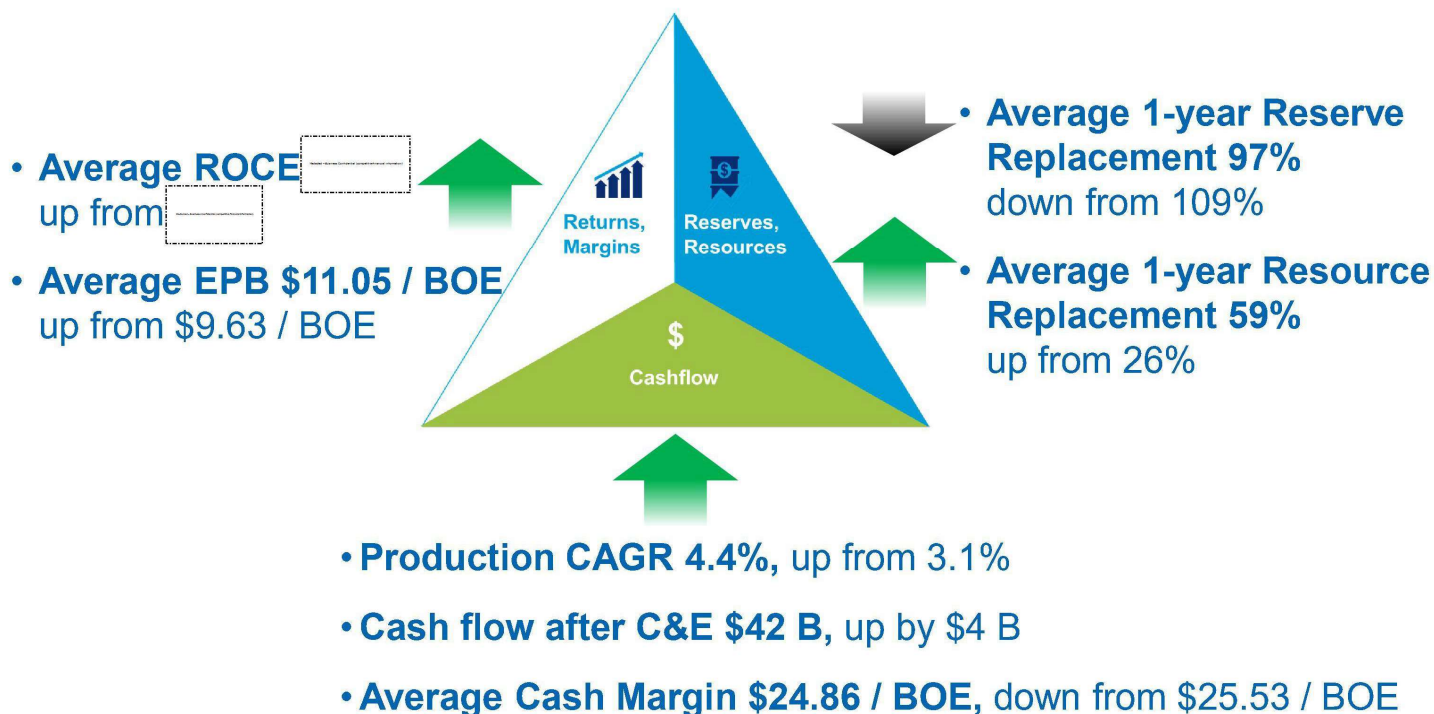 • Average ROCE
up from
• Average EPB $11.05 / BOE
up from $9.63 / BOE
Returns,
Margins
$
Reserves,
Resources
$
Cashflow
• Average 1-year Reserve
Replacement 97%
down from 109%
• Average 1-year Resource
Replacement 59%
up from 26%
• Production CAGR 4.4%, up from 3.1%
• Cash flow after C&E $42 B, up by $4 B
• Average Cash Margin $24.86 / BOE, down from $25.53 / BOE